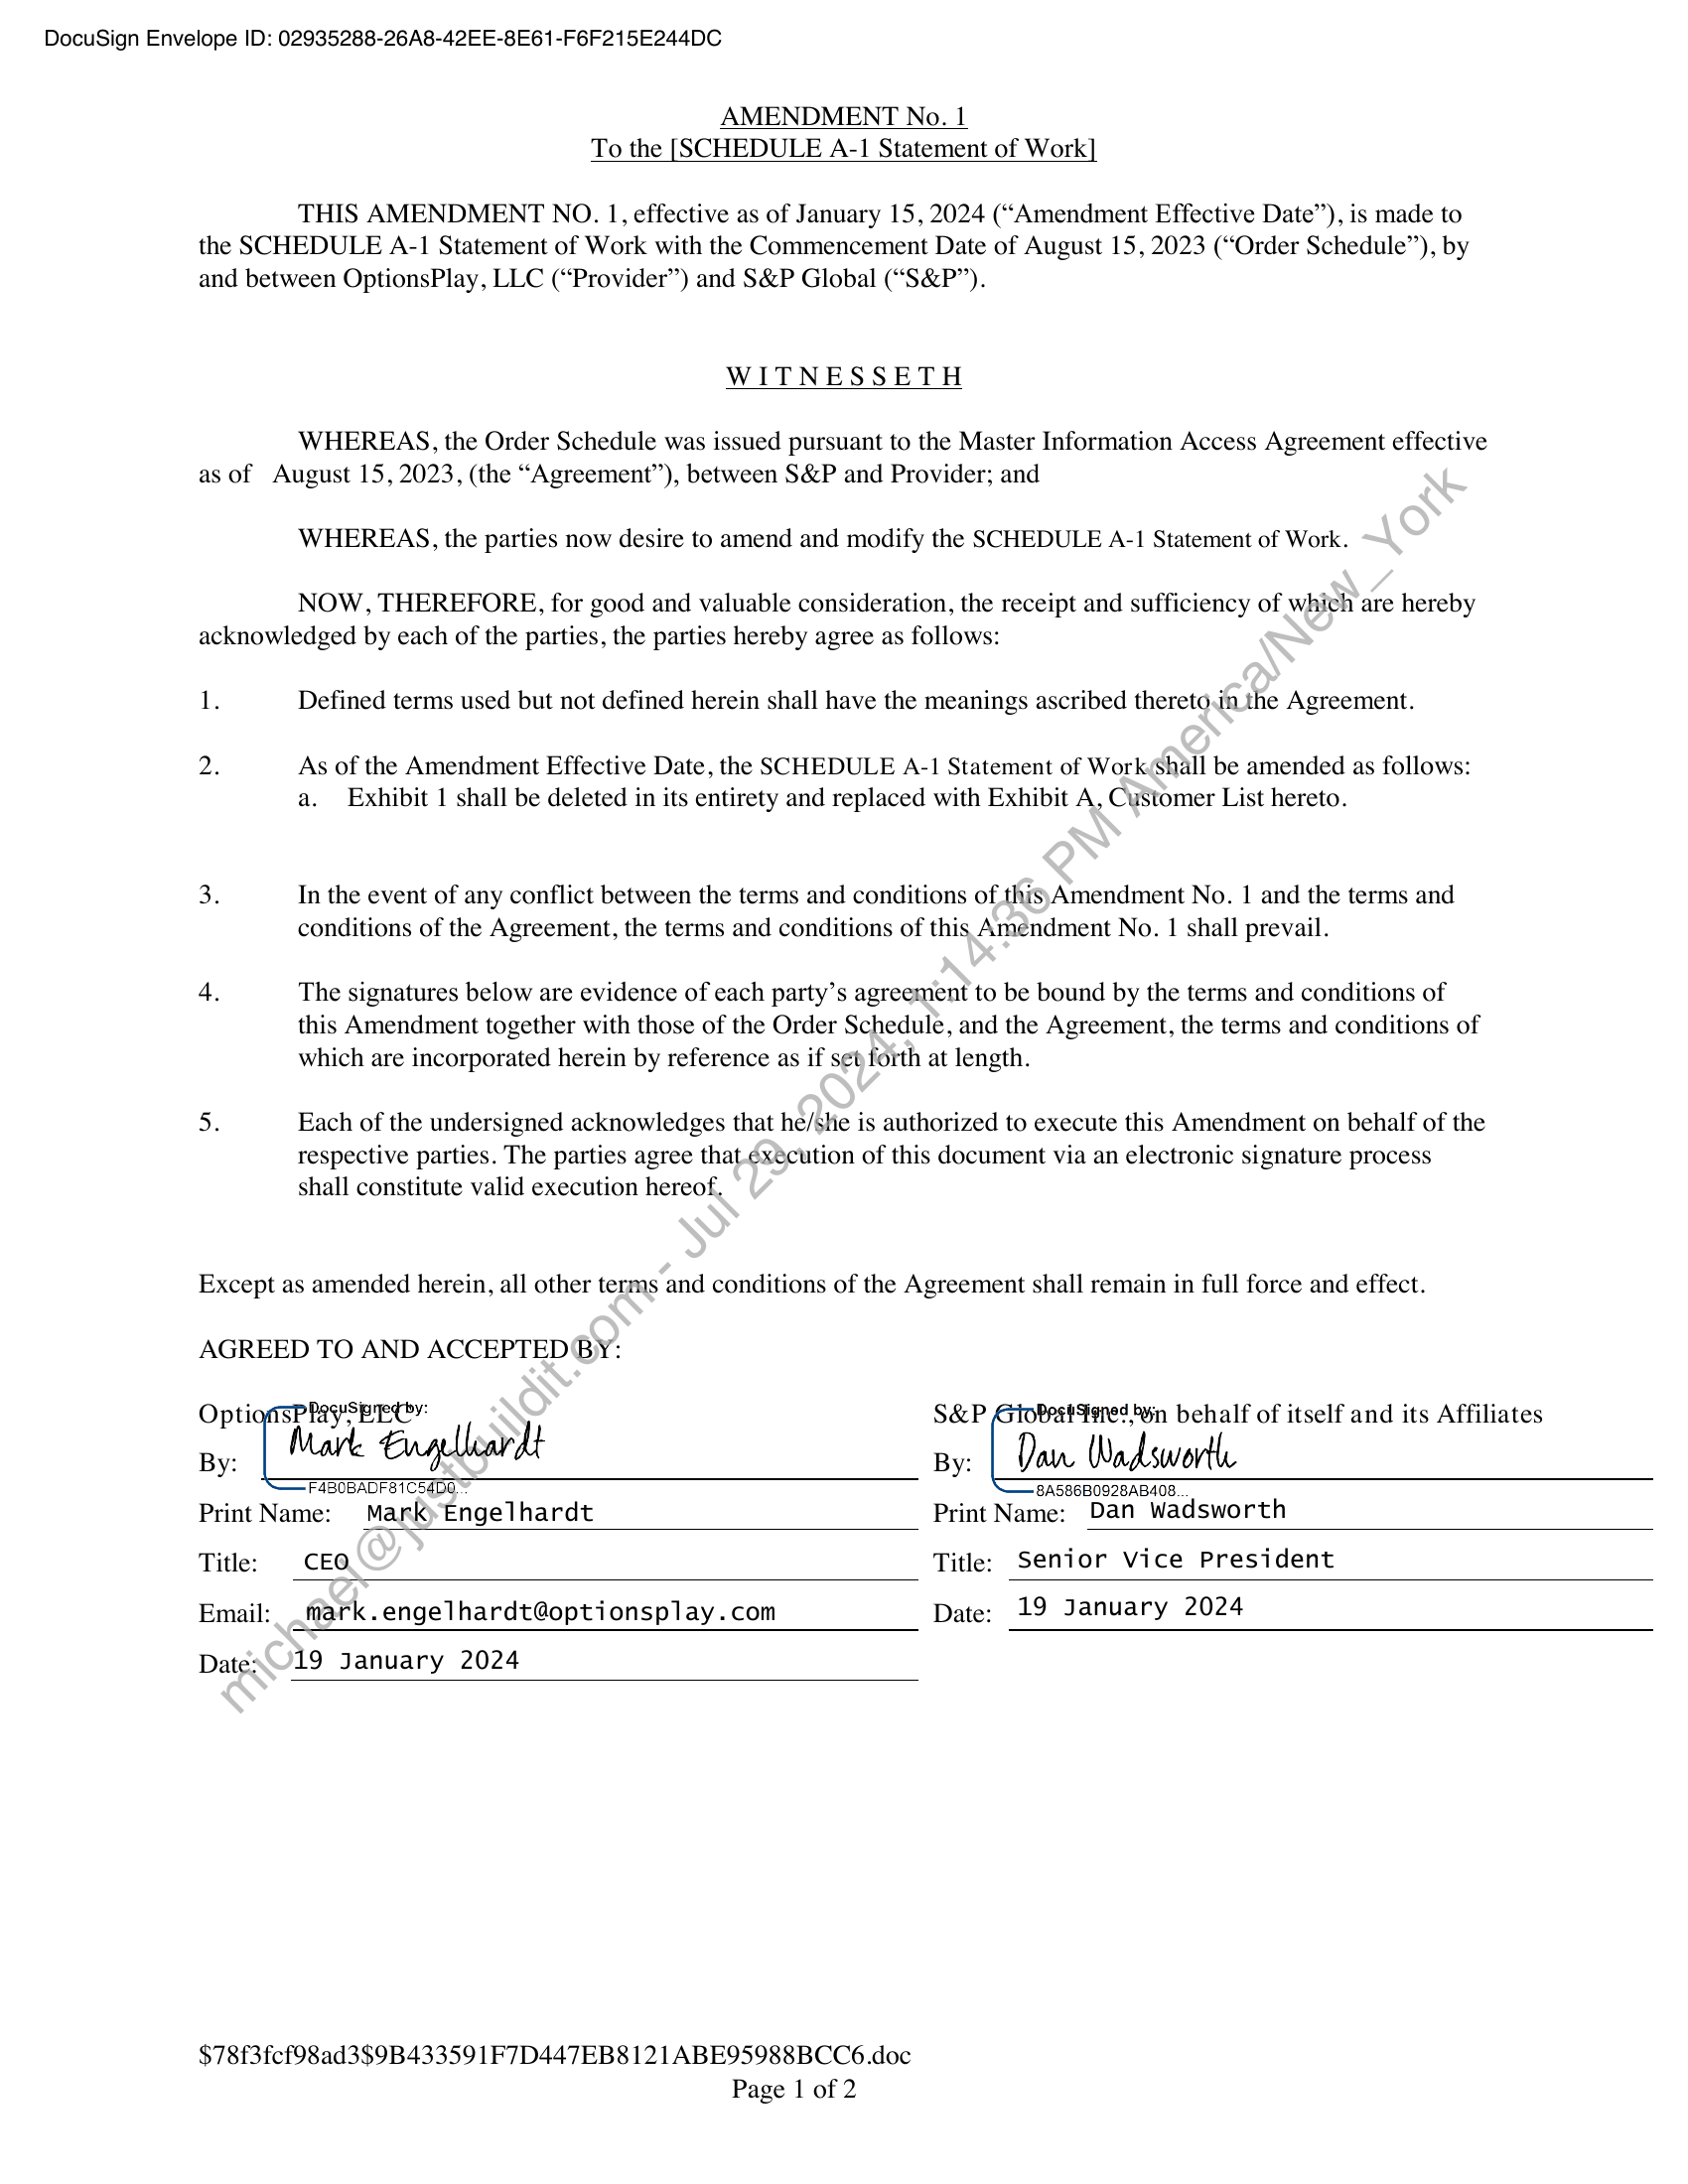 DocuSign Envelope ID: 02935288-26A8-42EE-8E61-F6F215E244DC
AMENDMENT No. 1
To the [SCHEDULE A-1 Statement of Work]
THIS AMENDMENT NO. 1, effective as of January 15, 2024 (“Amendment Effective Date”), is made to
the SCHEDULE A-1 Statement of Work with the Commencement Date of August 15, 2023 (“Order Schedule”), by
and between OptionsPlay, LLC (“Provider”) and S&P Global (“S&P”).
W I T N E S S E T H
WHEREAS, the Order Schedule was issued pursuant to the Master Information Access Agreement effective
as of August 15, 2023, (the “Agreement”), between S&P and Provider; and
WHEREAS, the parties now desire to amend and modify the SCHEDULE A-1 Statement of Work.
NOW, THEREFORE, for good and valuable consideration, the receipt and sufficiency of which are hereby
acknowledged by each of the parties, the parties hereby agree as follows:
1. Defined terms used but not defined herein shall have the meanings ascribed thereto in the Agreement.
2. As of the Amendment Effective Date, the SCHEDULE A-1 Statement of Work shall be amended as follows:
a. Exhibit 1 shall be deleted in its entirety and replaced with Exhibit A, Customer List hereto.
3. In the event of any conflict between the terms and conditions of this Amendment No. 1 and the terms and
conditions of the Agreement, the terms and conditions of this Amendment No. 1 shall prevail.
4. The signatures below are evidence of each party’s agreement to be bound by the terms and conditions of
this Amendment together with those of the Order Schedule, and the Agreement, the terms and conditions of
which are incorporated herein by reference as if set forth at length.
5. Each of the undersigned acknowledges that he/she is authorized to execute this Amendment on behalf of the
respective parties. The parties agree that execution of this document via an electronic signature process
shall constitute valid execution hereof.
Except as amended herein, all other terms and conditions of the Agreement shall remain in full force and effect.
AGREED TO AND ACCEPTED BY:
OptionsPlay, LLC
DocuSigned by:
By: Mark Engelhardt
F4B0BADF81C54D0...
Print Name: Mark Engelhardt
Title: CEO
Email: mark.engelhardt@optionsplay.com
Date: 19 January 2024
S&P Global Inc., on behalf of itself and its Affiliates
DocuSigned by:
By: Dan Wadsworth
8A586B0928AB408...
Print Name: Dan Wadsworth
Title: Senior Vice President
Date: 19 January 2024
michael@justbuildit.com - Jul 29, 2024, 1:14:36 PM America/New_York
$78f3fcf98ad3$9B433591F7D447EB8121ABE95988BCC6.doc
Page 1 of 2